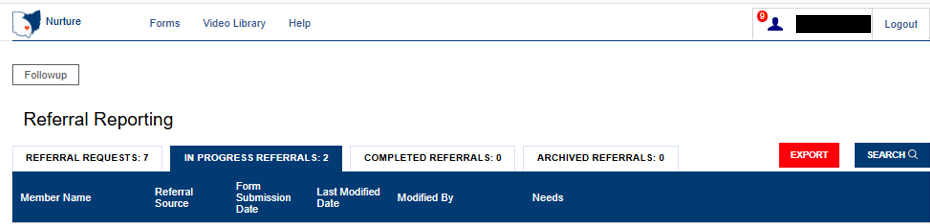 Nurture Forms Video Library Help 9 Logout
Followup
Referral Reporting
REFERRAL REQUESTS: 7 IN PROGRESS REFERRALS: 2 COMPLETED REFERRALS: 0 ARCHIVED REFERRALS: 0 EXPORT SEARCH
Member Name
Referral
Source
Form
Submission
Date
Last Modified
Date
Modified By
Needs